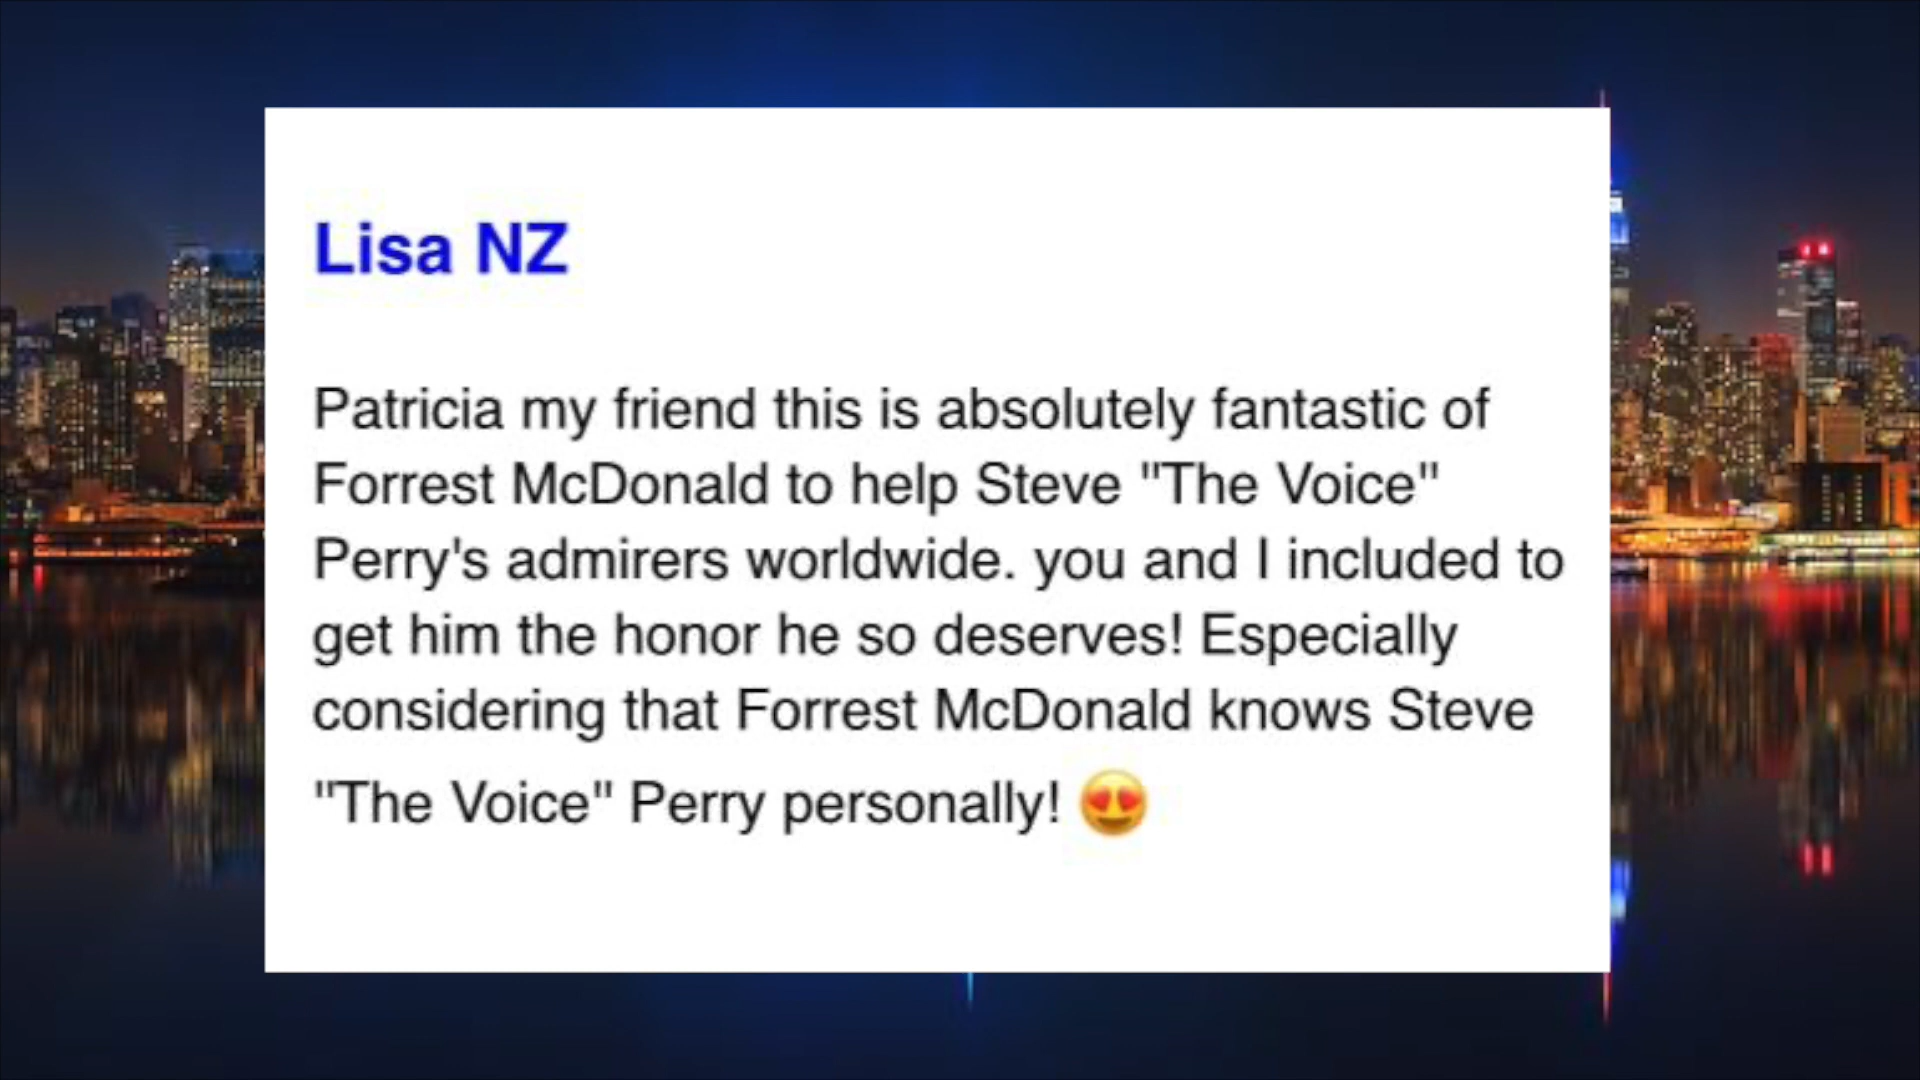 Lisa NZ
Patricia my friend this is absolutely fantastic of
Forrest McDonald to help Steve "The Voice"
Perry's admirers worldwide. you and I included to
get him the honor he so deserves! Especially
considering that Forrest McDonald knows Steve
"The Voice" Perry personally! 😍